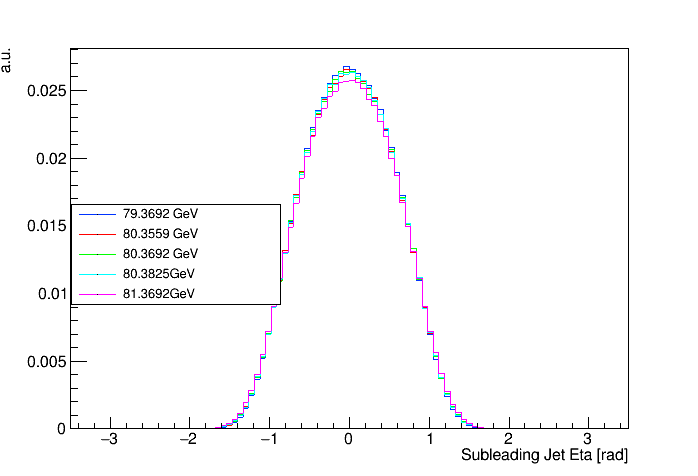 a.u.
0.025
0.02
0.015
0.01
0.005
0
79.3692 GeV
80.3559 GeV
80.3692 GeV
80.3825GeV
81.3692GeV
−3 −2 −1 0 1 2 3
Subleading Jet Eta [rad]